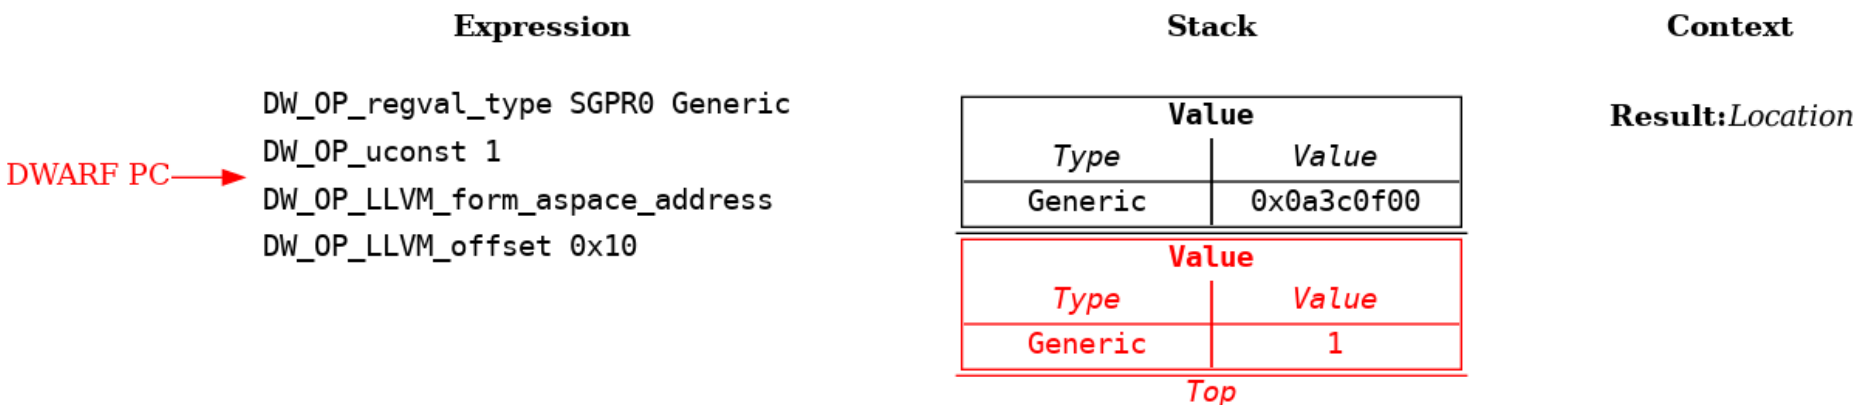 Expression Stack Context
DW_OP_regval_type SGPR0 Generic
DW_OP_uconst 1
DWARF PC
DW_OP_LLVM_form_aspace_address
DW_OP_LLVM_offset 0x10
Value
Type Value
Generic 0x0a3c0f00
Value
Type Value
Generic 1
Top
Result:Location